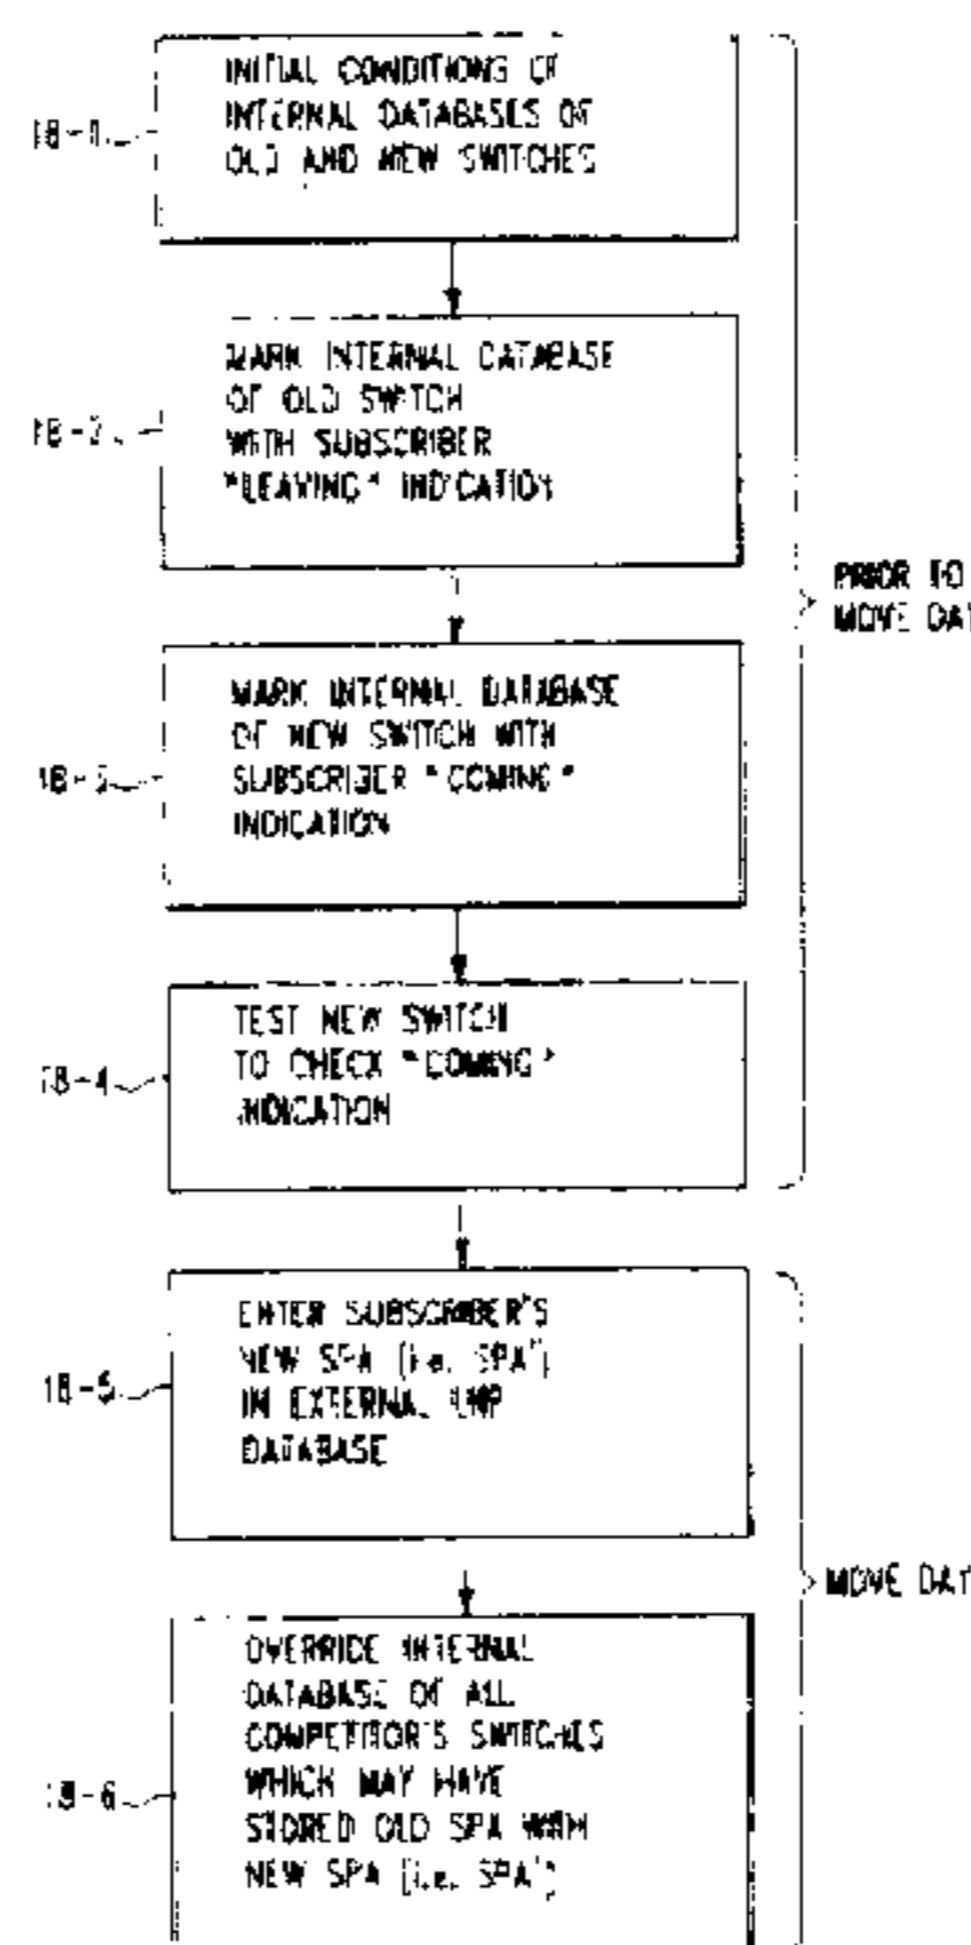 18-1
INITIAL CONDITIONS OF
INTERNAL DATABASES OF
OLD AND NEW SWITCHES
18-2
MARK INTERNAL DATABASE
OF OLD SWITCH
WITH SUBSCRIBER
"LEAVING" INDICATION
PRIOR TO
MOVE DAT
18-3
MARK INTERNAL DATABASE
OF NEW SWITCH WITH
SUBSCRIBER "COMING"
INDICATION
18-4
TEST NEW SWITCH
TO CHECK "COMING"
INDICATION
18-5
ENTER SUBSCRIBER'S
NEW SPA (i.e. SPA')
IN EXTERNAL LNP
DATABASE
MOVE DAT
18-6
OVERRIDE INTERNAL
DATABASE OF ALL
COMPETITOR'S SWITCHES
WHICH MAY HAVE
STORED OLD SPA WITH
NEW SPA (i.e. SPA')